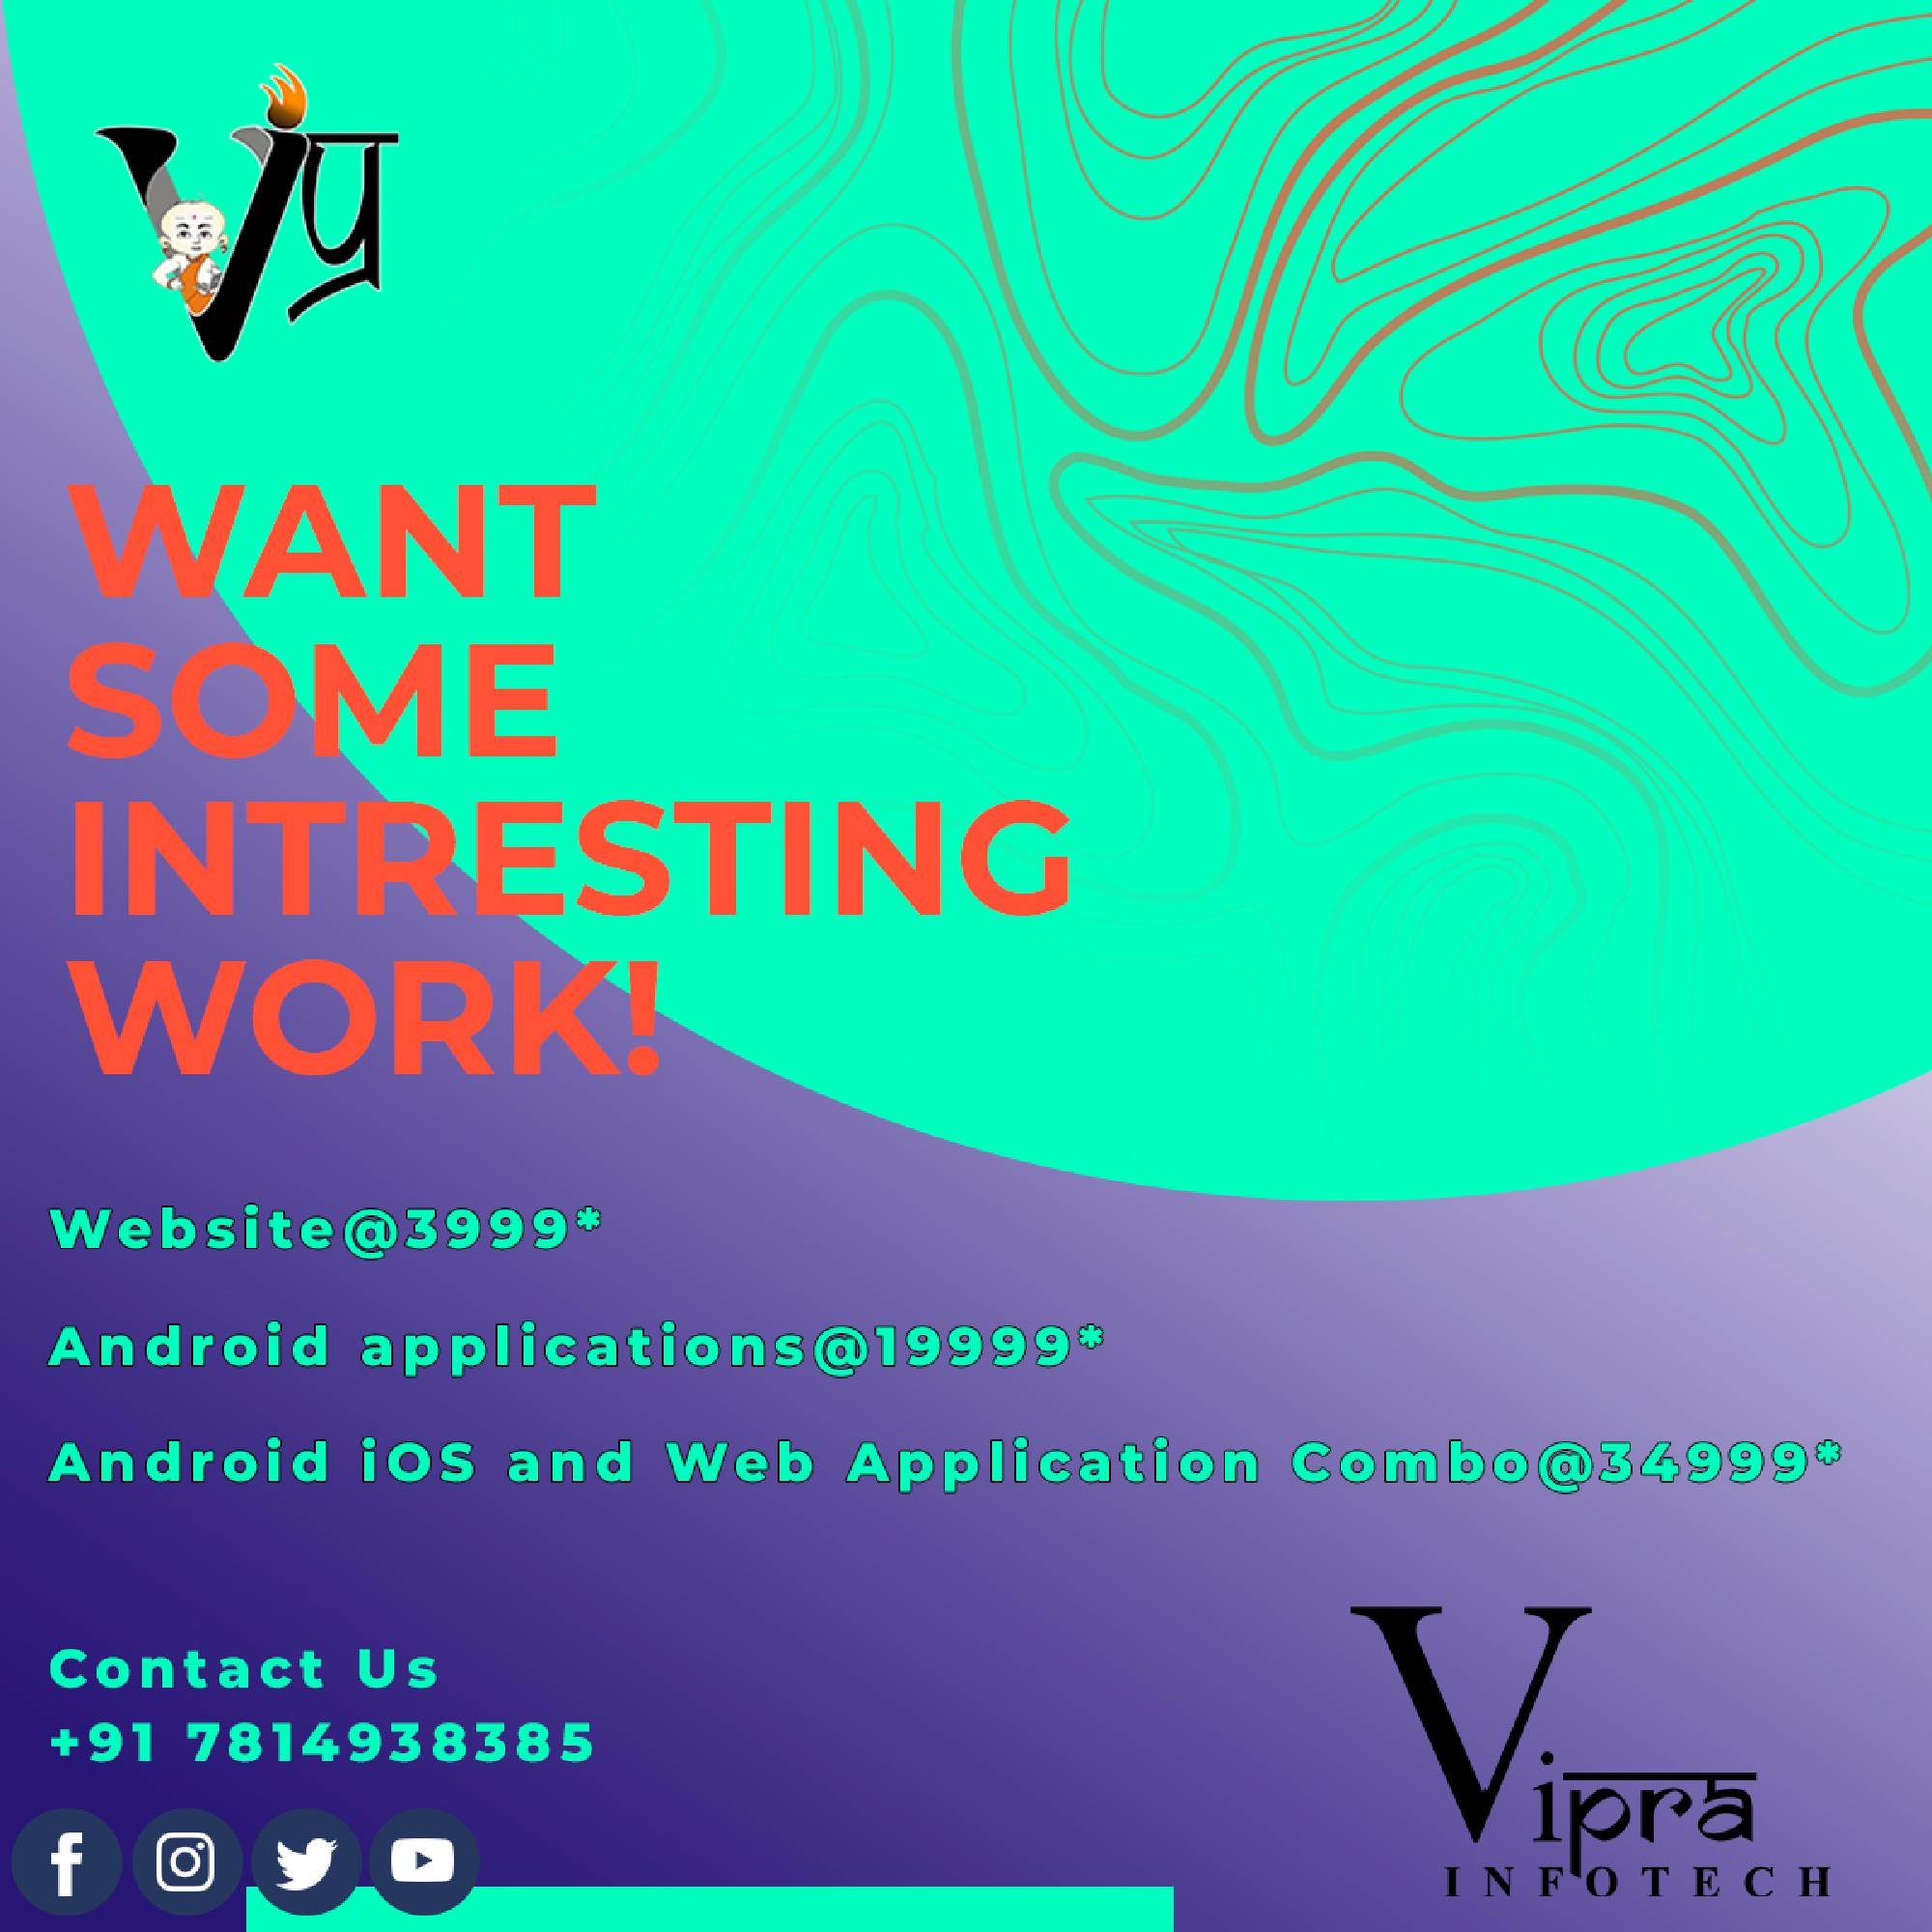 WANT
SOME
INTRESTING
WORK!
Website@3999*
Android applications@19999*
Android iOS and Web Application Combo@34999*
Contact Us
+91 7814938385
Vipra
INFOTECH